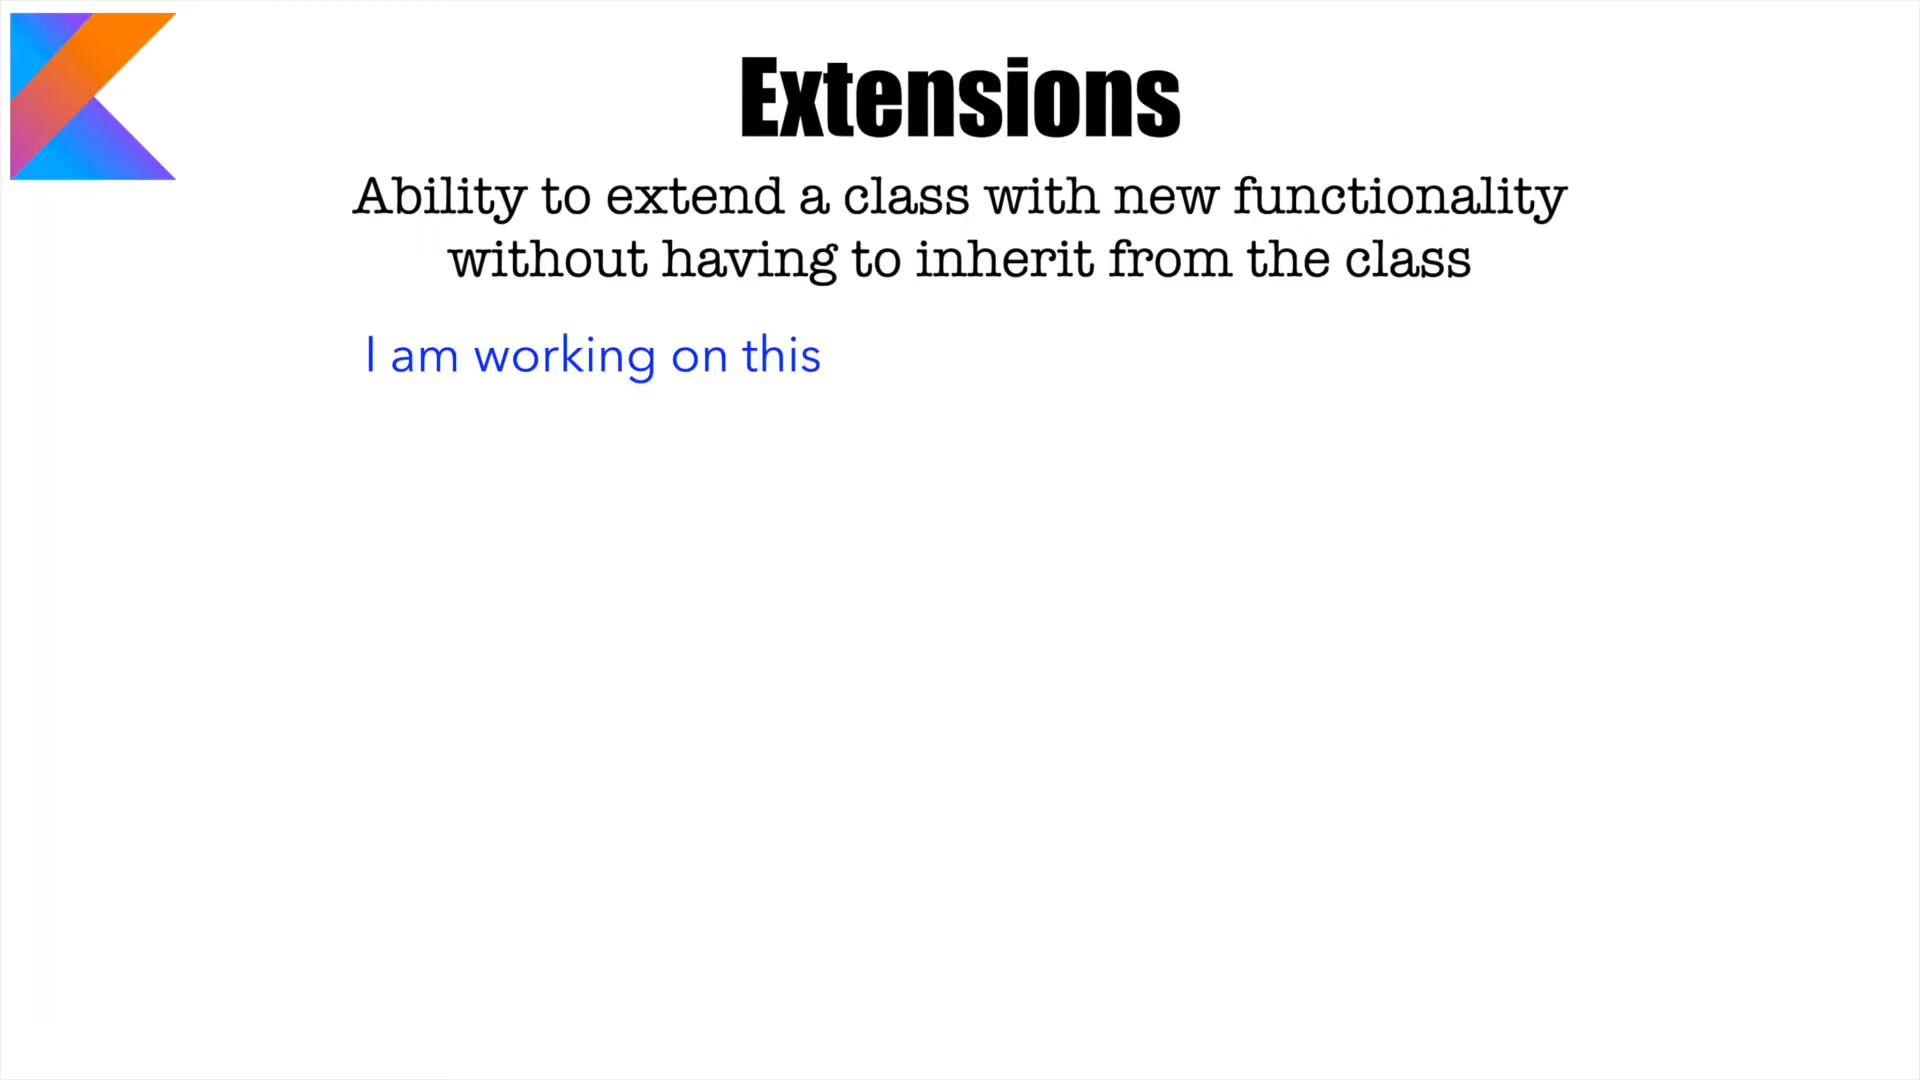 Extensions
Ability to extend a class with new functionality
without having to inherit from the class
I am working on this